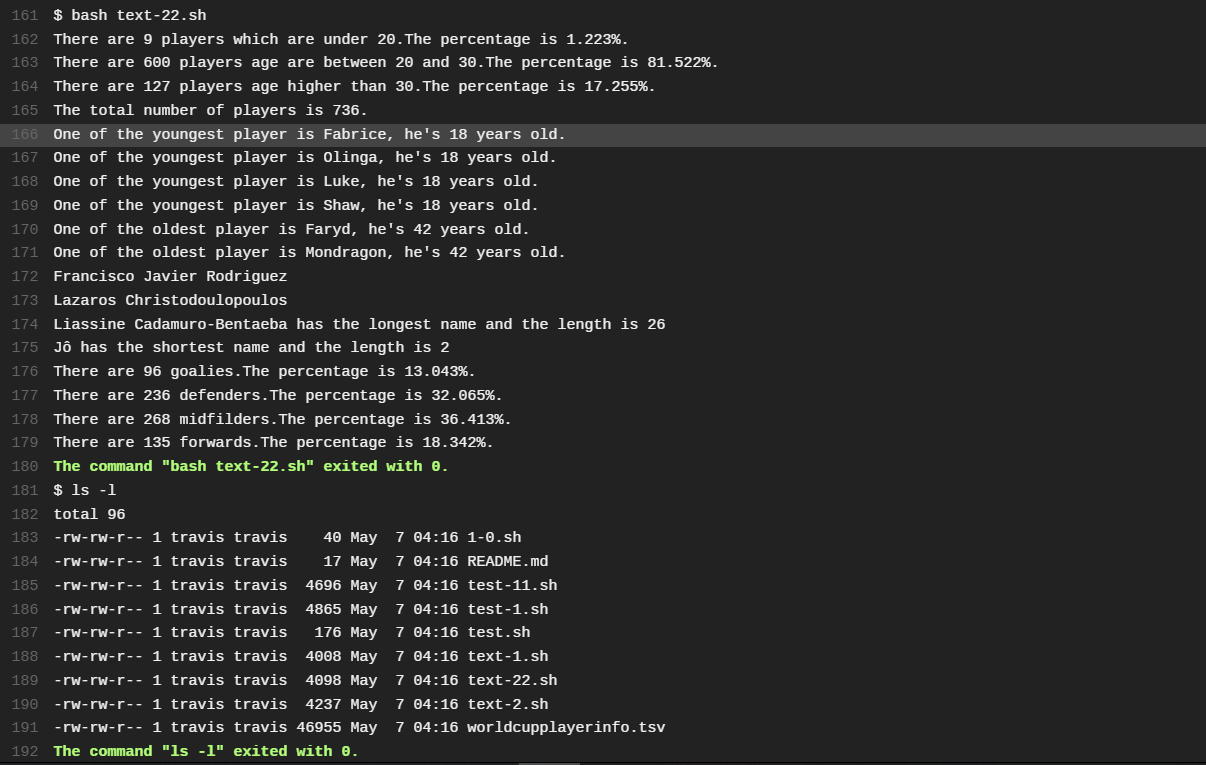 161 $ bash text-22.sh
162 There are 9 players which are under 20.The percentage is 1.223%.
163 There are 600 players age are between 20 and 30.The percentage is 81.522%.
164 There are 127 players age higher than 30.The percentage is 17.255%.
165 The total number of players is 736.
166 One of the youngest player is Fabrice, he's 18 years old.
167 One of the youngest player is Olinga, he's 18 years old.
168 One of the youngest player is Luke, he's 18 years old.
169 One of the youngest player is Shaw, he's 18 years old.
170 One of the oldest player is Faryd, he's 42 years old.
171 One of the oldest player is Mondragon, he's 42 years old.
172 Francisco Javier Rodriguez
173 Lazaros Christodoulopoulos
174 Liassine Cadamuro-Bentaeba has the longest name and the length is 26
175 Jô has the shortest name and the length is 2
176 There are 96 goalies.The percentage is 13.043%.
177 There are 236 defenders.The percentage is 32.065%.
178 There are 268 midfilders.The percentage is 36.413%.
179 There are 135 forwards.The percentage is 18.342%.
180 The command "bash text-22.sh" exited with 0.
181 $ ls -l
182 total 96
183 -rw-rw-r-- 1 travis travis    40 May  7 04:16 1-0.sh
184 -rw-rw-r-- 1 travis travis    17 May  7 04:16 README.md
185 -rw-rw-r-- 1 travis travis  4696 May  7 04:16 test-11.sh
186 -rw-rw-r-- 1 travis travis  4865 May  7 04:16 test-1.sh
187 -rw-rw-r-- 1 travis travis   176 May  7 04:16 test.sh
188 -rw-rw-r-- 1 travis travis  4008 May  7 04:16 text-1.sh
189 -rw-rw-r-- 1 travis travis  4098 May  7 04:16 text-22.sh
190 -rw-rw-r-- 1 travis travis  4237 May  7 04:16 text-2.sh
191 -rw-rw-r-- 1 travis travis 46955 May  7 04:16 worldcupplayerinfo.tsv
192 The command "ls -l" exited with 0.